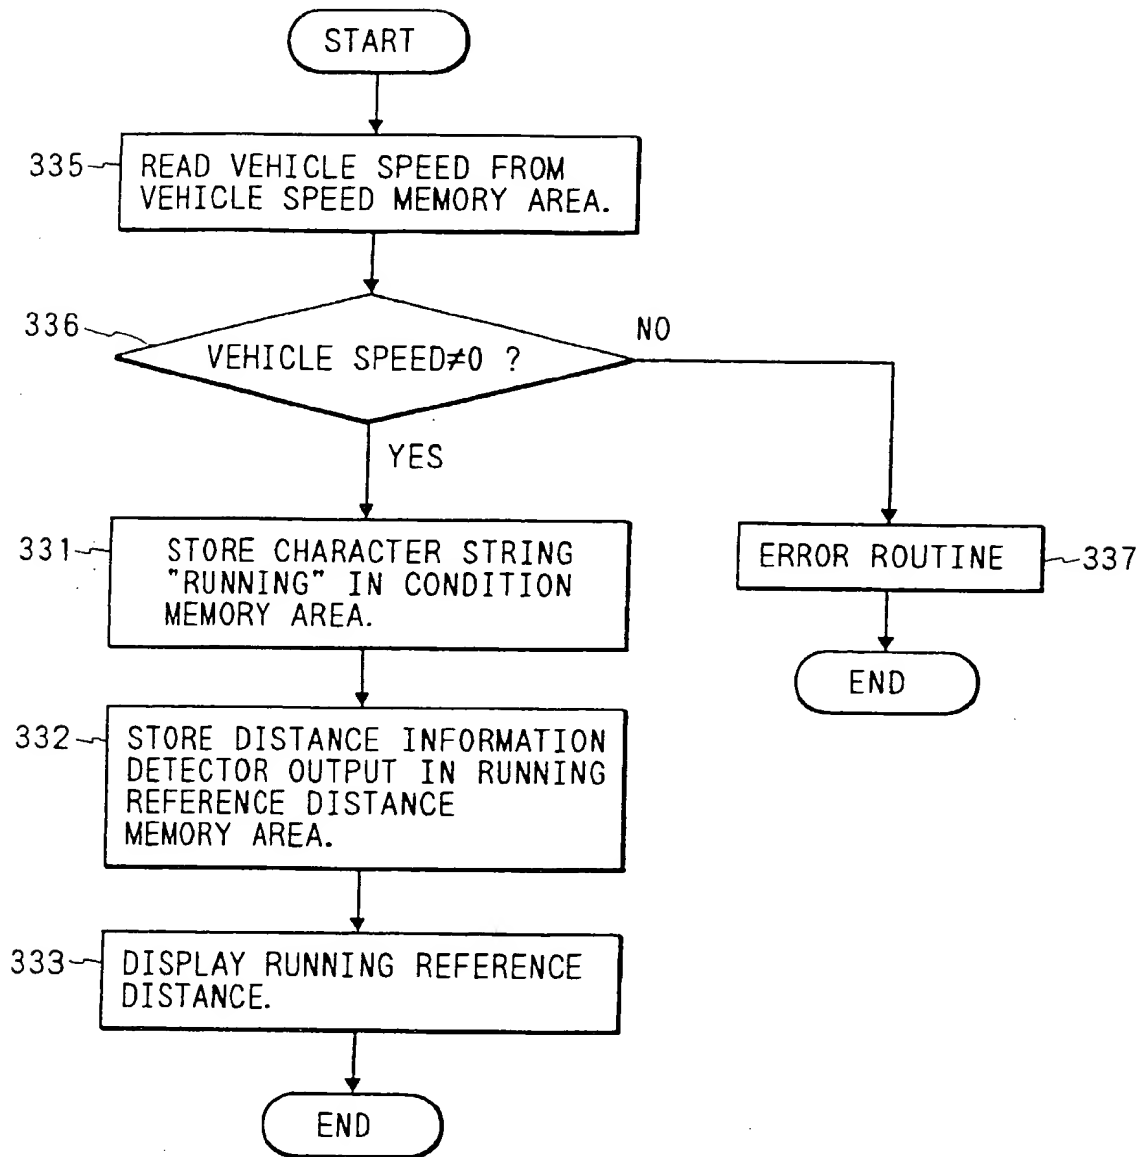 START
335
READ VEHICLE SPEED FROM
VEHICLE SPEED MEMORY AREA.
336
VEHICLE SPEED≠0 ?
NO
YES
331
STORE CHARACTER STRING
"RUNNING" IN CONDITION
MEMORY AREA.
ERROR ROUTINE
337
END
332
STORE DISTANCE INFORMATION
DETECTOR OUTPUT IN RUNNING
REFERENCE DISTANCE
MEMORY AREA.
333
DISPLAY RUNNING REFERENCE
DISTANCE.
END